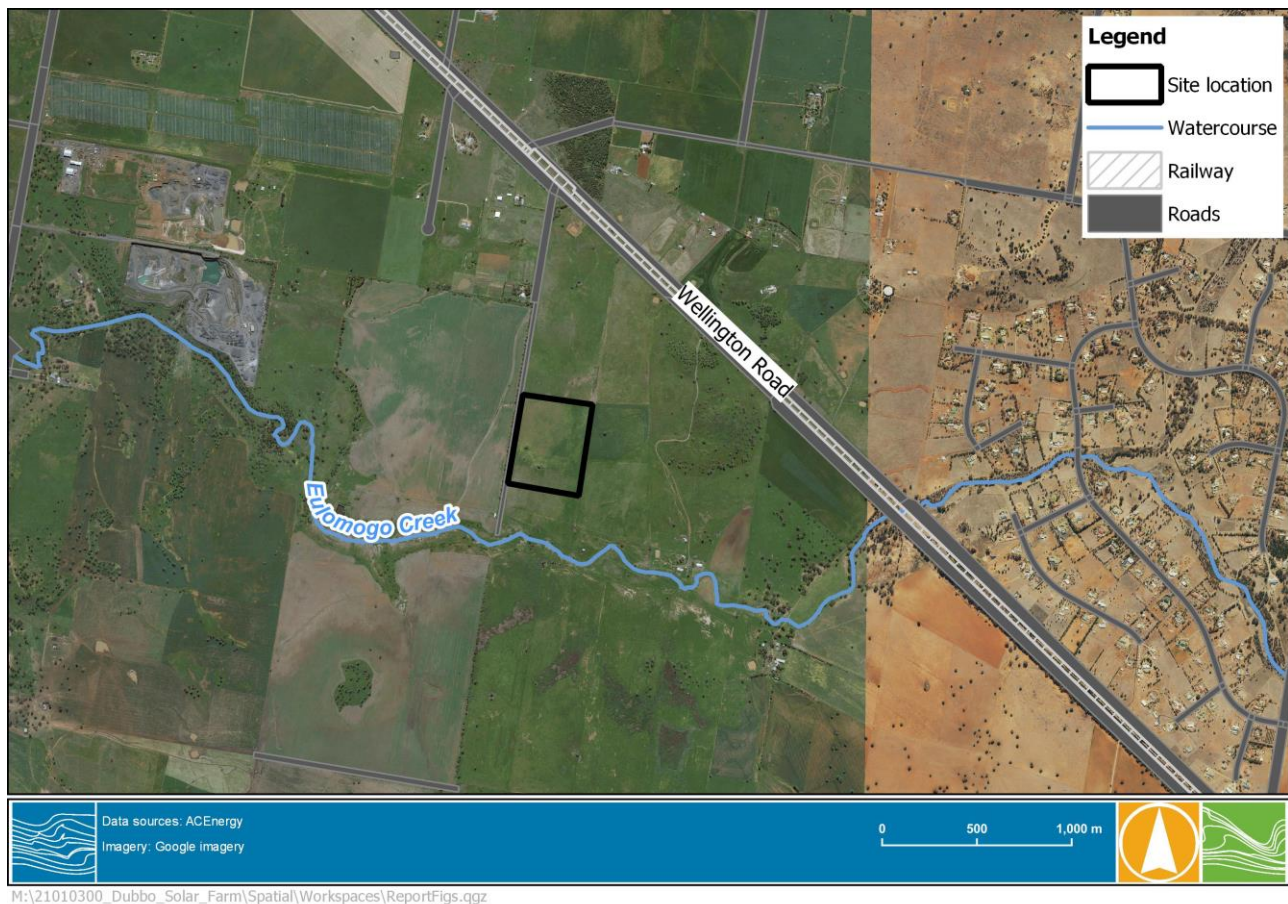 Legend
Site location
Watercourse
Railway
Roads
Wellington Road
Eulomogo Creek
Data sources: ACEnergy
Imagery: Google imagery
0 500 1,000 m
M:\21010300_Dubbo_Solar_Farm\Spatial\Workspaces\ReportFigs.qgz